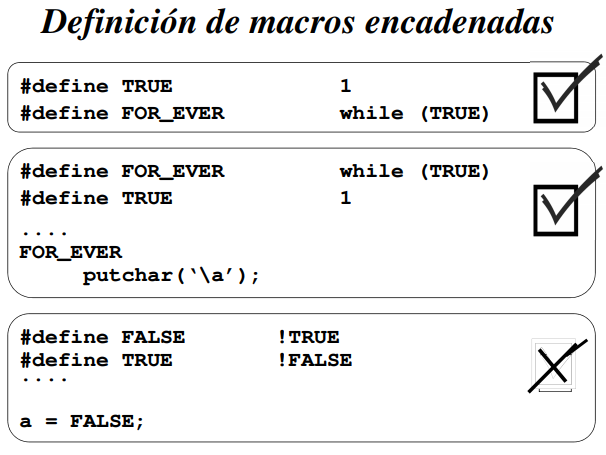 Definición de macros encadenadas
#define TRUE 1
#define FOR_EVER while (TRUE)
#define FOR_EVER while (TRUE)
#define TRUE 1
....
FOR_EVER
putchar(‘\a’);
#define FALSE !TRUE
#define TRUE !FALSE
....
a = FALSE;